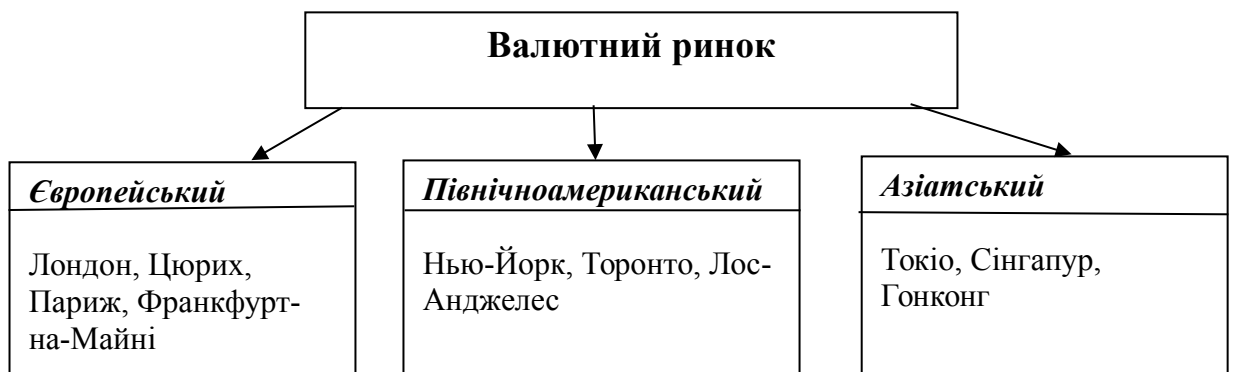 Валютний ринок
Європейський
Лондон, Цюрих,
Париж, Франкфурт-
на-Майні
Північноамериканський
Нью-Йорк, Торонто, Лос-
Анджелес
Азіатський
Токіо, Сінгапур,
Гонконг